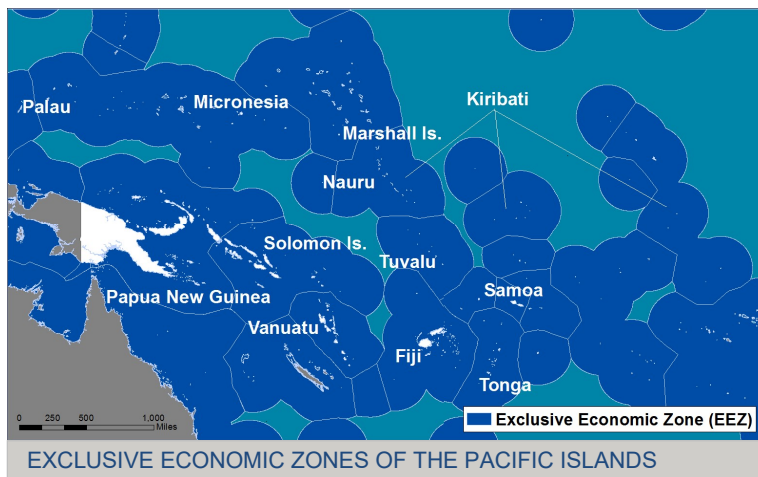 Palau
Micronesia
Kiribati
Marshall Is.
Nauru
Solomon Is.
Tuvalu
Papua New Guinea
Samoa
Vanuatu
Fiji
Tonga
0 250 500 1,000
Miles
Exclusive Economic Zone (EEZ)
EXCLUSIVE ECONOMIC ZONES OF THE PACIFIC ISLANDS